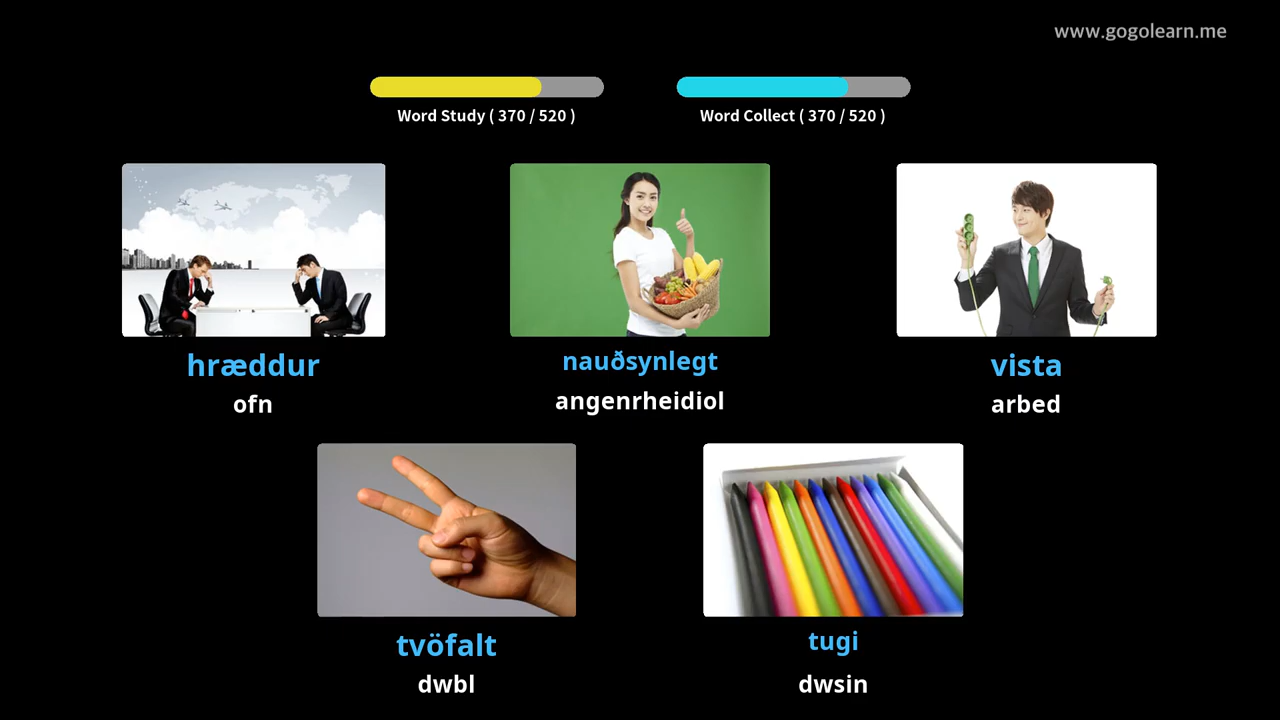 www.gogolearn.me
Word Study ( 370 / 520 )
Word Collect ( 370 / 520 )
hræddur
ofn
nauðsynlegt
angenrheidiol
vista
arbed
tvöfalt
dwbl
tugi
dwsin